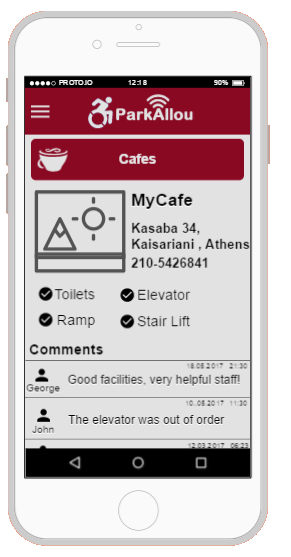 PROTO.IO 12:18 90%
ParkAllou
Cafes
MyCafe
Kasaba 34,
Kaisariani , Athens
210-5426841
Toilets Elevator
Ramp Stair Lift
Comments
18.05.2017 21:30
George Good facilities, very helpful staff!
10..05.2017 11:30
John The elevator was out of order
12.03.2017 06:23